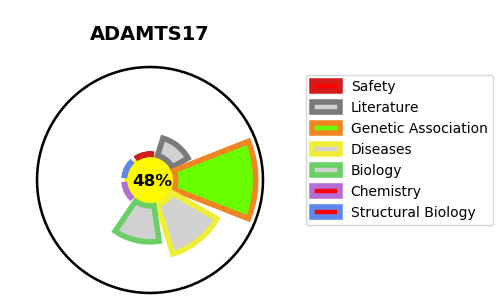 ADAMTS17
48%
Safety
Literature
Genetic Association
Diseases
Biology
Chemistry
Structural Biology